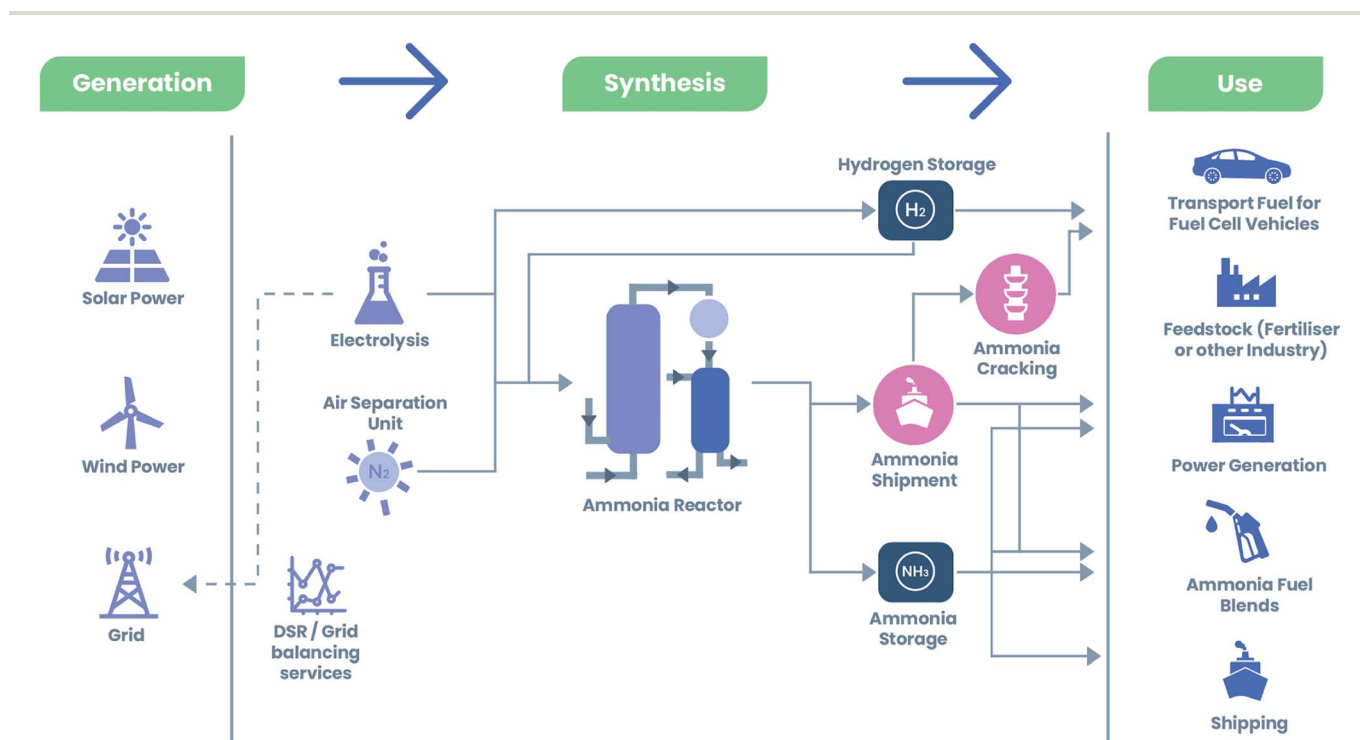 Generation
Synthesis
Use
Solar Power
Wind Power
Grid
Electrolysis
Air Separation
Unit
N₂
DSR / Grid
balancing
services
Ammonia Reactor
Hydrogen Storage
H₂
Ammonia
Cracking
Ammonia
Shipment
NH₃
Ammonia
Storage
Transport Fuel for
Fuel Cell Vehicles
Feedstock (Fertiliser
or other Industry)
Power Generation
Ammonia Fuel
Blends
Shipping